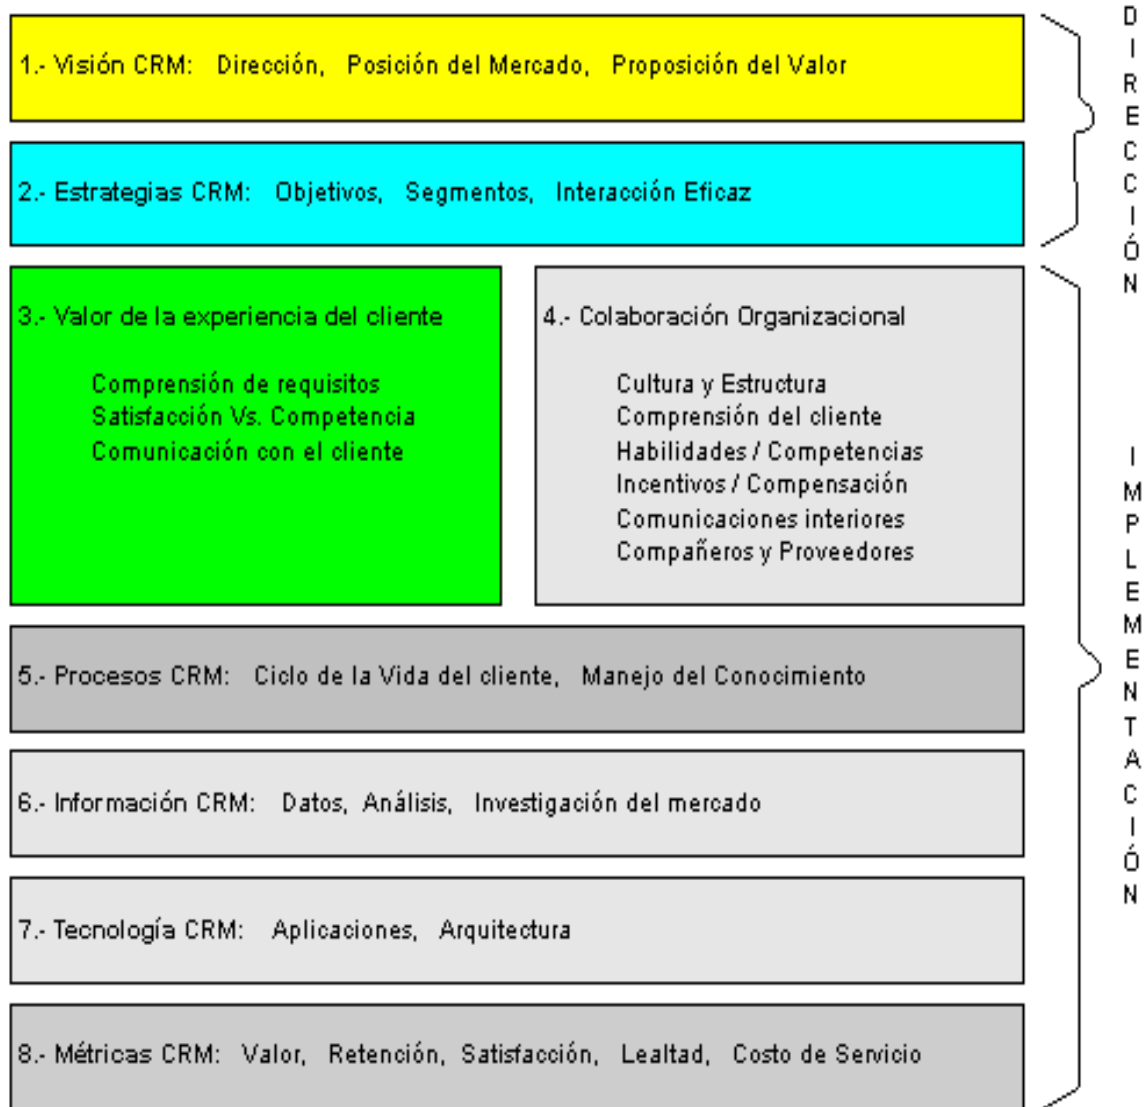 1.- Visión CRM: Dirección, Posición del Mercado, Proposición del Valor
2.- Estrategias CRM: Objetivos, Segmentos, Interacción Eficaz
DIRECCIÓN
3.- Valor de la experiencia del cliente
Comprensión de requisitos
Satisfacción Vs. Competencia
Comunicación con el cliente
4.- Colaboración Organizacional
Cultura y Estructura
Comprensión del cliente
Habilidades / Competencias
Incentivos / Compensación
Comunicaciones interiores
Compañeros y Proveedores
5.- Procesos CRM: Ciclo de la Vida del cliente, Manejo del Conocimiento
6.- Información CRM: Datos, Análisis, Investigación del mercado
7.- Tecnología CRM: Aplicaciones, Arquitectura
8.- Métricas CRM: Valor, Retención, Satisfacción, Lealtad, Costo de Servicio
IMPLEMENTACIÓN